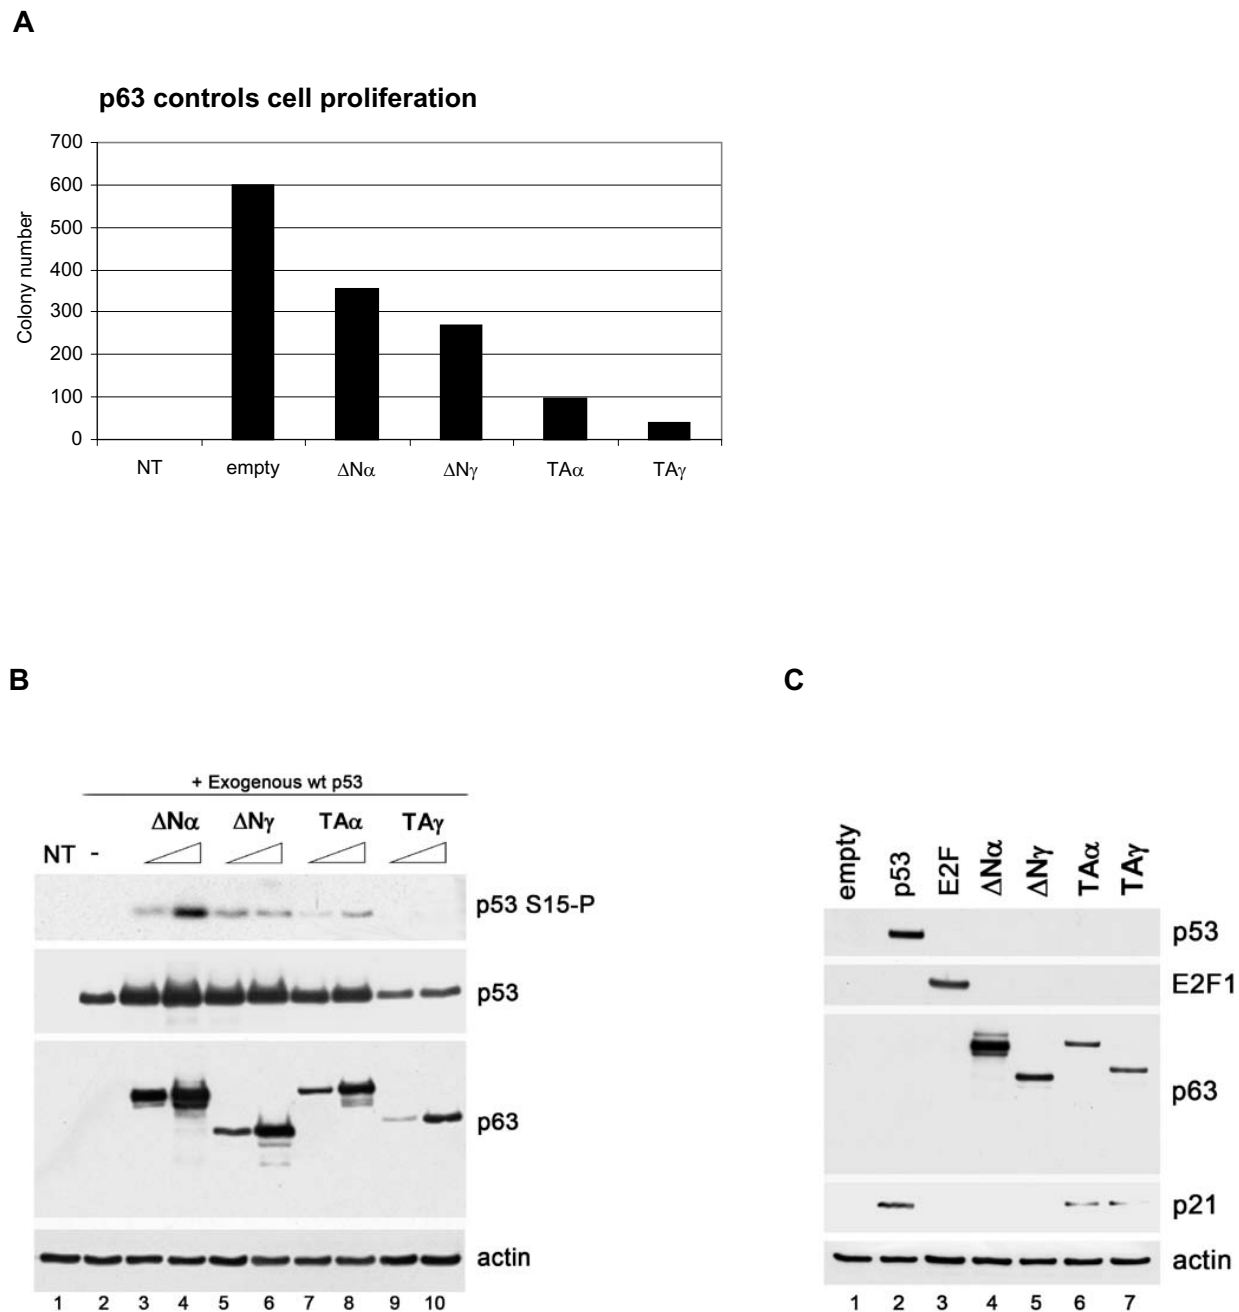 A
p63 controls cell proliferation
700
600
500
400
300
200
100
0
Colony number
NT empty ΔNα ΔNγ TAα TAγ
B
+ Exogenous wt p53
ΔNα ΔNγ TAα TAγ
NT -
p53 S15-P
p53
p63
actin
1 2 3 4 5 6 7 8 9 10
C
empty p53 E2F ΔNα ΔNγ TAα TAγ
p53
E2F1
p63
p21
actin
1 2 3 4 5 6 7